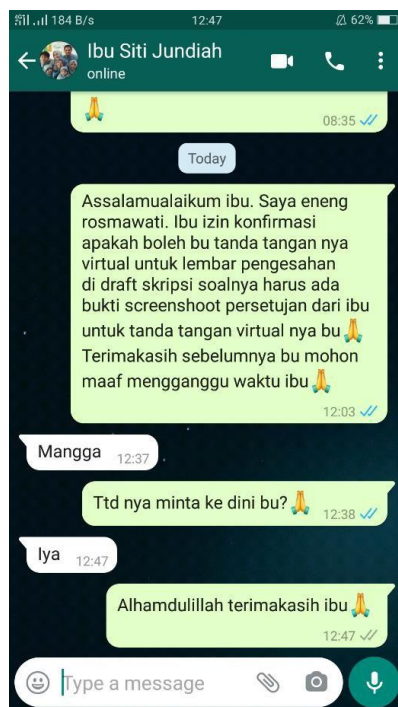 184 B/s 12:47 62%
Ibu Siti Jundiah
online
🙏
08:35
Today
Assalamualaikum ibu. Saya eneng
rosmawati. Ibu izin konfirmasi
apakah boleh bu tanda tangan nya
virtual untuk lembar pengesahan
di draft skripsi soalnya harus ada
bukti screenshoot persetujan dari ibu
untuk tanda tangan virtual nya bu🙏
Terimakasih sebelumnya bu mohon
maaf mengganggu waktu ibu🙏
12:03
Mangga 12:37
Ttd nya minta ke dini bu?🙏 12:38
Iya 12:47
Alhamdulillah terimakasih ibu🙏
12:47
Type a message